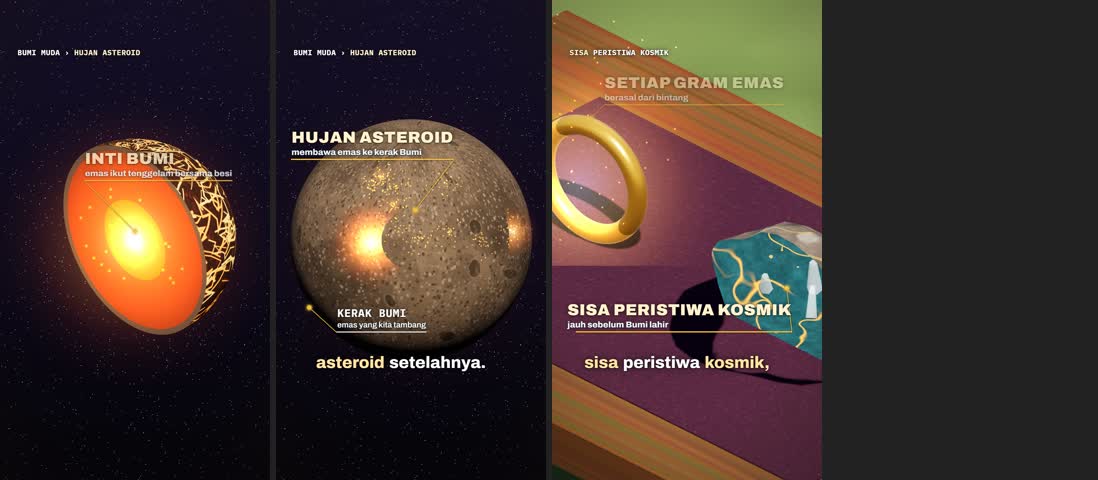 BUMI MUDA › HUJAN ASTEROID
INTI BUMI
emas ikut tenggelam bersama besi
BUMI MUDA › HUJAN ASTEROID
HUJAN ASTEROID
membawa emas ke kerak Bumi
KERAK BUMI
emas yang kita tambang
asteroid setelahnya.
SISA PERISTIWA KOSMIK
SETIAP GRAM EMAS
berasal dari bintang
SISA PERISTIWA KOSMIK
jauh sebelum Bumi lahir
sisa peristiwa kosmik,